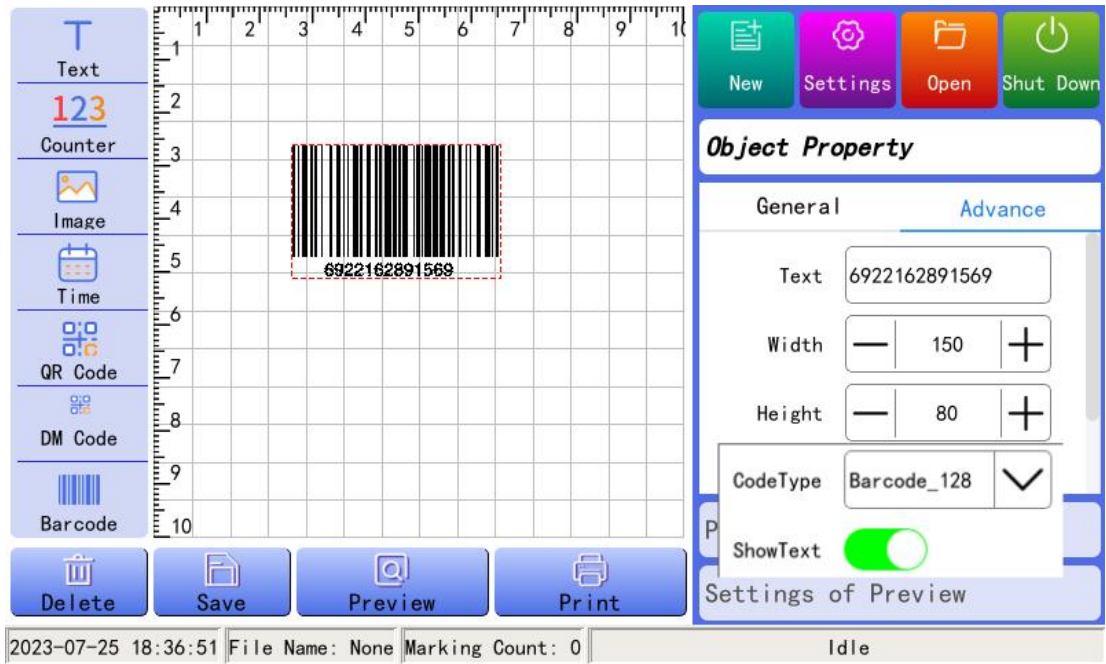 Text
123
Counter
Image
Time
QR Code
DM Code
Barcode
1 2 3 4 5 6 7 8 9 10
1
2
3
4
5
6
7
8
9
10
6922162891569
New Settings Open Shut Down
Object Property
General Advance
Text 6922162891569
Width 150
Height 80
CodeType Barcode_128
P
ShowText
Settings of Preview
Delete Save Preview Print
2023-07-25 18:36:51 File Name: None Marking Count: 0 Idle